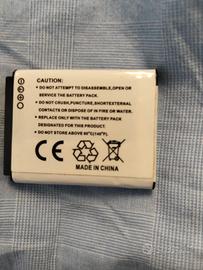 CAUTION:
• DO NOT ATTEMPT TO DISASSEMBLE, OPEN OR
SERVICE THE BATTERY PACK
• DO NOT CRUSH,PUNCTURE, SHORTEXTERNAL
CONTACTS OR DISPOSE OF IN FIRE OR WATER.
• REPLACE ONLY WITH THE BATTERY PACK
DESIGNATED FOR THIS PRODUCT.
• DO NOT STORE ABOVE 60°C(140°F).
CE
MADE IN CHINA